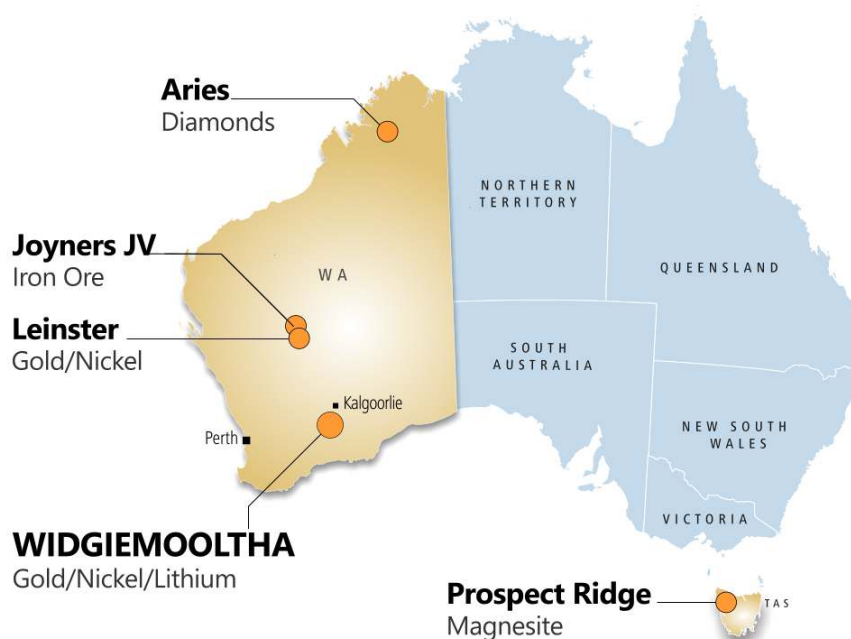 Aries
Diamonds
NORTHERN
TERRITORY
Joyners JV
Iron Ore
WA
QUEENSLAND
Leinster
Gold/Nickel
SOUTH
AUSTRALIA
Kalgoorlie
Perth
NEW SOUTH
WALES
VICTORIA
WIDGIEMOOLTHA
Gold/Nickel/Lithium
Prospect Ridge
Magnesite
TAS